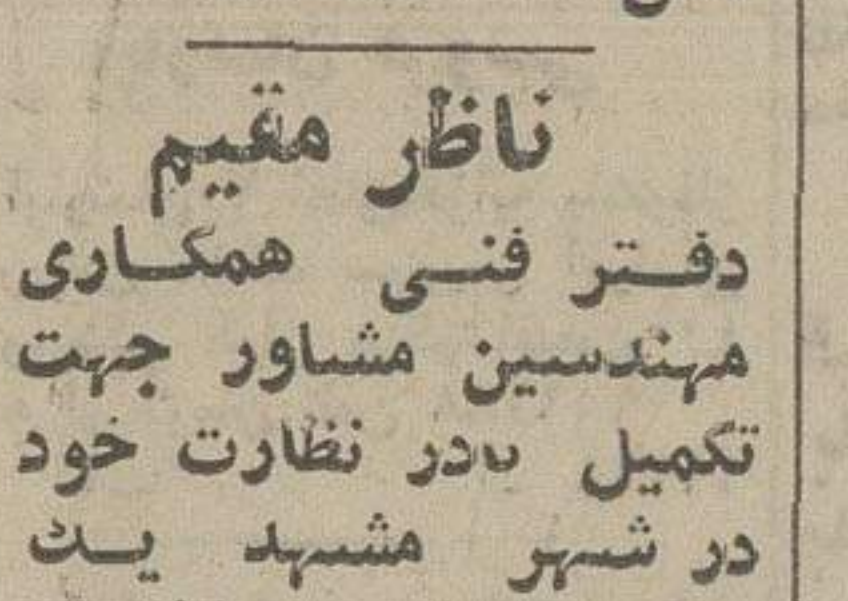 ناظر مقیم
دفتر فنی همکاری
مهندسین مشاور جهت
تکمیل کادر نظارت خود
در شهر مشهد یک